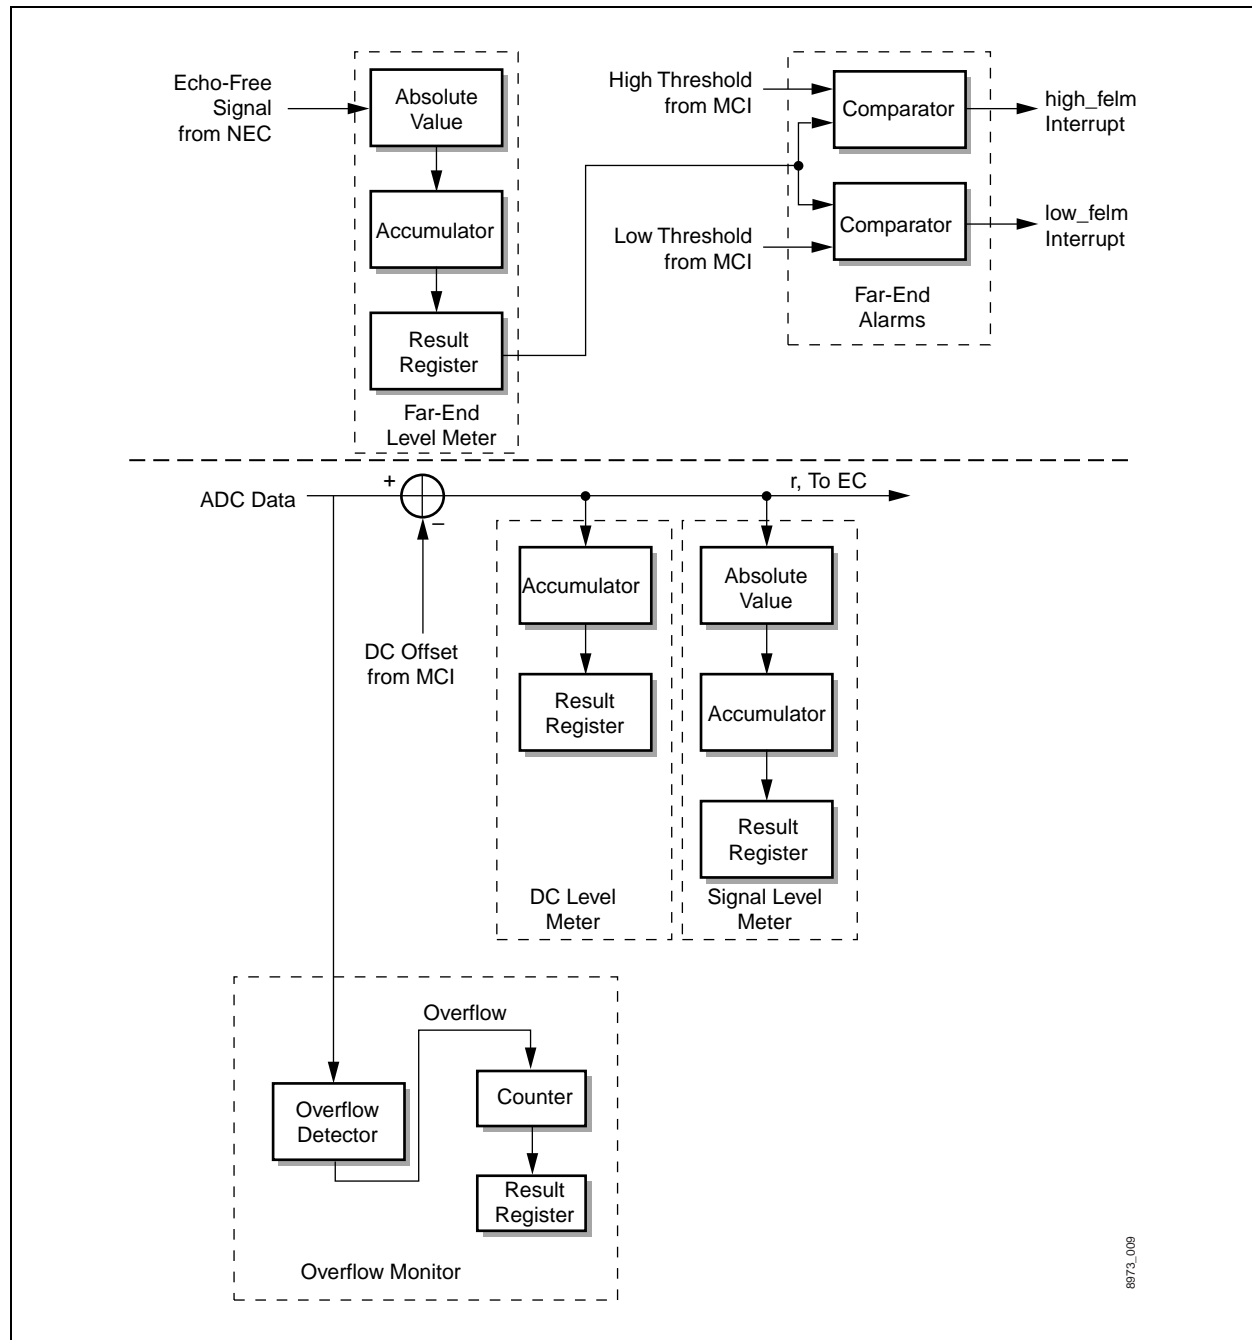 Echo-Free
Signal
from NEC
Absolute
Value
Accumulator
Result
Register
Far-End
Level Meter
High Threshold
from MCI
Low Threshold
from MCI
Comparator
Comparator
Far-End
Alarms
high_felm
Interrupt
low_felm
Interrupt
ADC Data
+
–
DC Offset
from MCI
r, To EC
Accumulator
Result
Register
DC Level
Meter
Absolute
Value
Accumulator
Result
Register
Signal Level
Meter
Overflow
Overflow
Detector
Counter
Result
Register
Overflow Monitor
8973_009